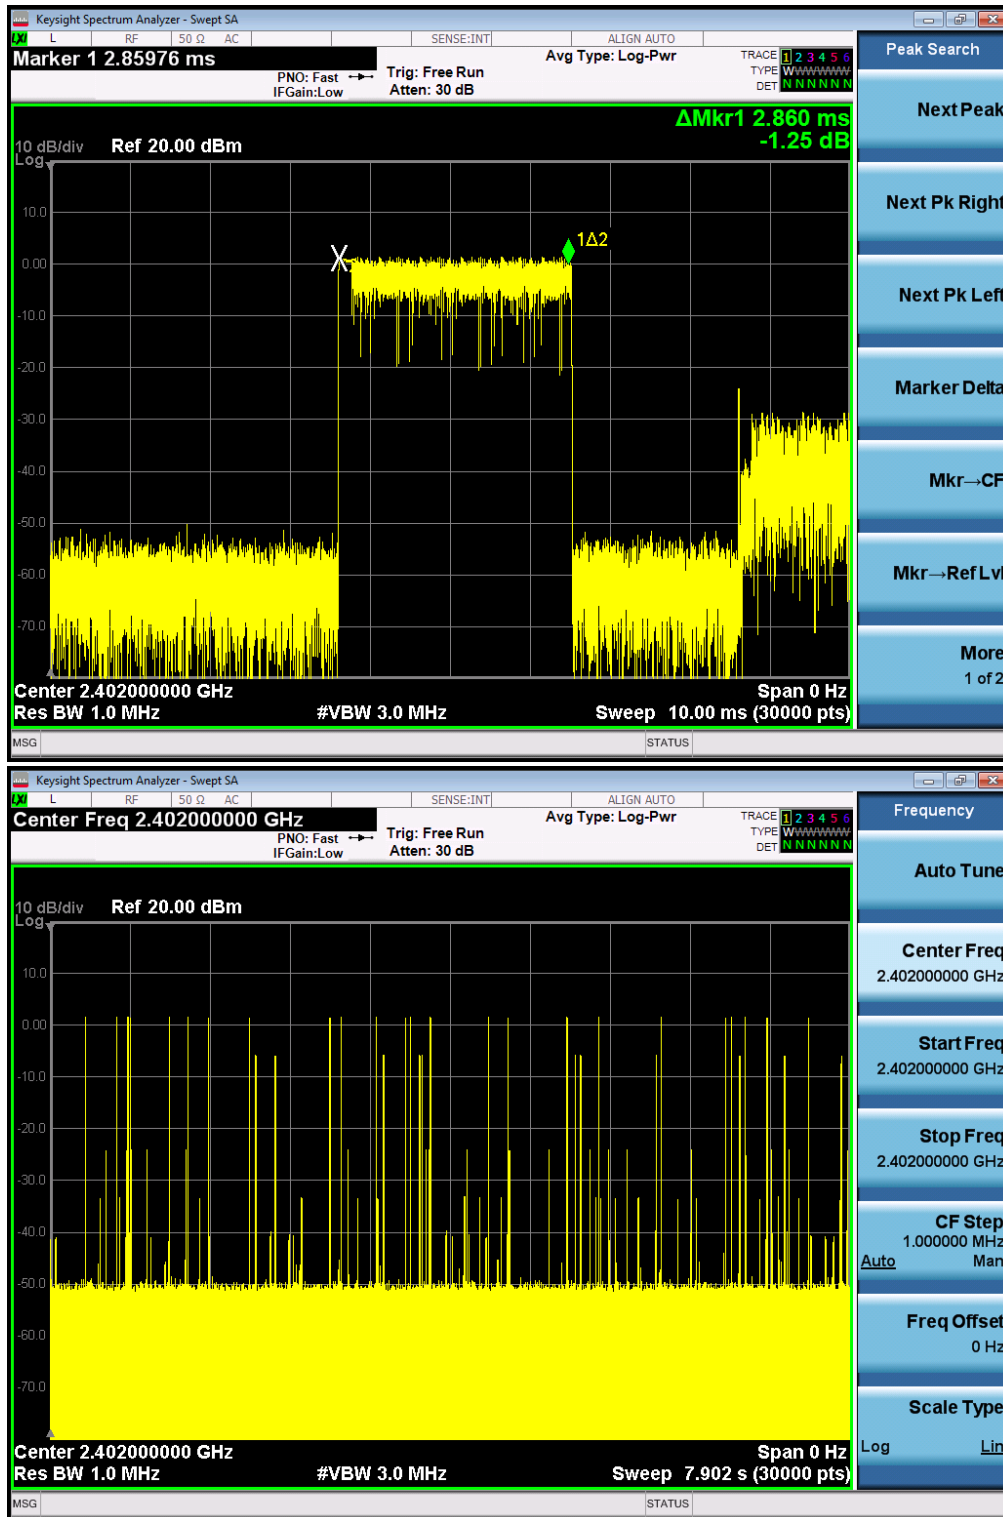 Keysight Spectrum Analyzer - Swept SA
LXI L RF 50 Ω AC SENSE:INT ALIGN AUTO
Marker 1 2.85976 ms
PNO: Fast
IFGain:Low
Trig: Free Run
Atten: 30 dB
Avg Type: Log-Pwr
TRACE 1 2 3 4 5 6
TYPE WWWWWW
DET N N N N N N
Peak Search
Next Peak
Next Pk Right
Next Pk Left
Marker Delta
Mkr→CF
Mkr→Ref Lvl
More
1 of 2
ΔMkr1 2.860 ms
-1.25 dB
10 dB/div Ref 20.00 dBm
Log
10.0
0.00
-10.0
-20.0
-30.0
-40.0
-50.0
-60.0
-70.0
X
1Δ2
Center 2.402000000 GHz Span 0 Hz
Res BW 1.0 MHz #VBW 3.0 MHz Sweep 10.00 ms (30000 pts)
MSG STATUS
Keysight Spectrum Analyzer - Swept SA
LXI L RF 50 Ω AC SENSE:INT ALIGN AUTO
Center Freq 2.402000000 GHz
PNO: Fast
IFGain:Low
Trig: Free Run
Atten: 30 dB
Avg Type: Log-Pwr
TRACE 1 2 3 4 5 6
TYPE WWWWWW
DET N N N N N N
Frequency
Auto Tune
Center Freq
2.402000000 GHz
Start Freq
2.402000000 GHz
Stop Freq
2.402000000 GHz
CF Step
1.000000 MHz
Auto Man
Freq Offset
0 Hz
Scale Type
Log Lin
10 dB/div Ref 20.00 dBm
Log
10.0
0.00
-10.0
-20.0
-30.0
-40.0
-50.0
-60.0
-70.0
Center 2.402000000 GHz Span 0 Hz
Res BW 1.0 MHz #VBW 3.0 MHz Sweep 7.902 s (30000 pts)
MSG STATUS